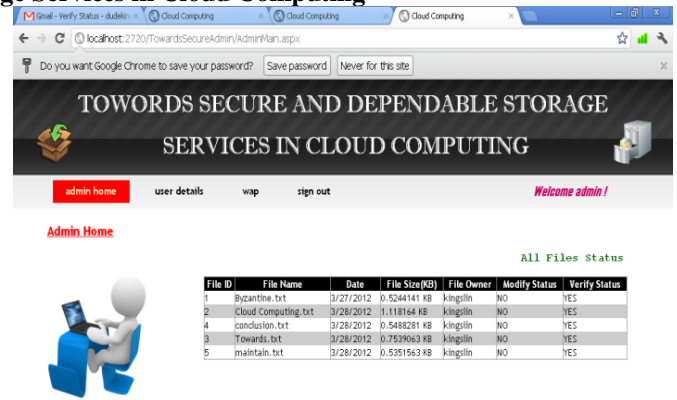 ge Services in Cloud Computing
Gmail - Verify Status - dudekin
Cloud Computing
Cloud Computing
Cloud Computing
localhost:2720/TowardsSecureAdmin/AdminMain.aspx
Do you want Google Chrome to save your password? Save password Never for this site
TOWORDS SECURE AND DEPENDABLE STORAGE
SERVICES IN CLOUD COMPUTING
admin home user details wap sign out Welcome admin !
Admin Home
All Files Status
File ID File Name Date File Size(KB) File Owner Modify Status Verify Status
1 Byzantine.txt 3/27/2012 0.5244141 KB kingslin NO YES
2 Cloud Computing.txt 3/28/2012 1.118164 KB kingslin NO YES
4 conclusion.txt 3/28/2012 0.5488281 KB kingslin NO YES
3 Towards.txt 3/28/2012 0.7539063 KB kingslin NO YES
5 maintain.txt 3/28/2012 0.5351563 KB kingslin NO YES